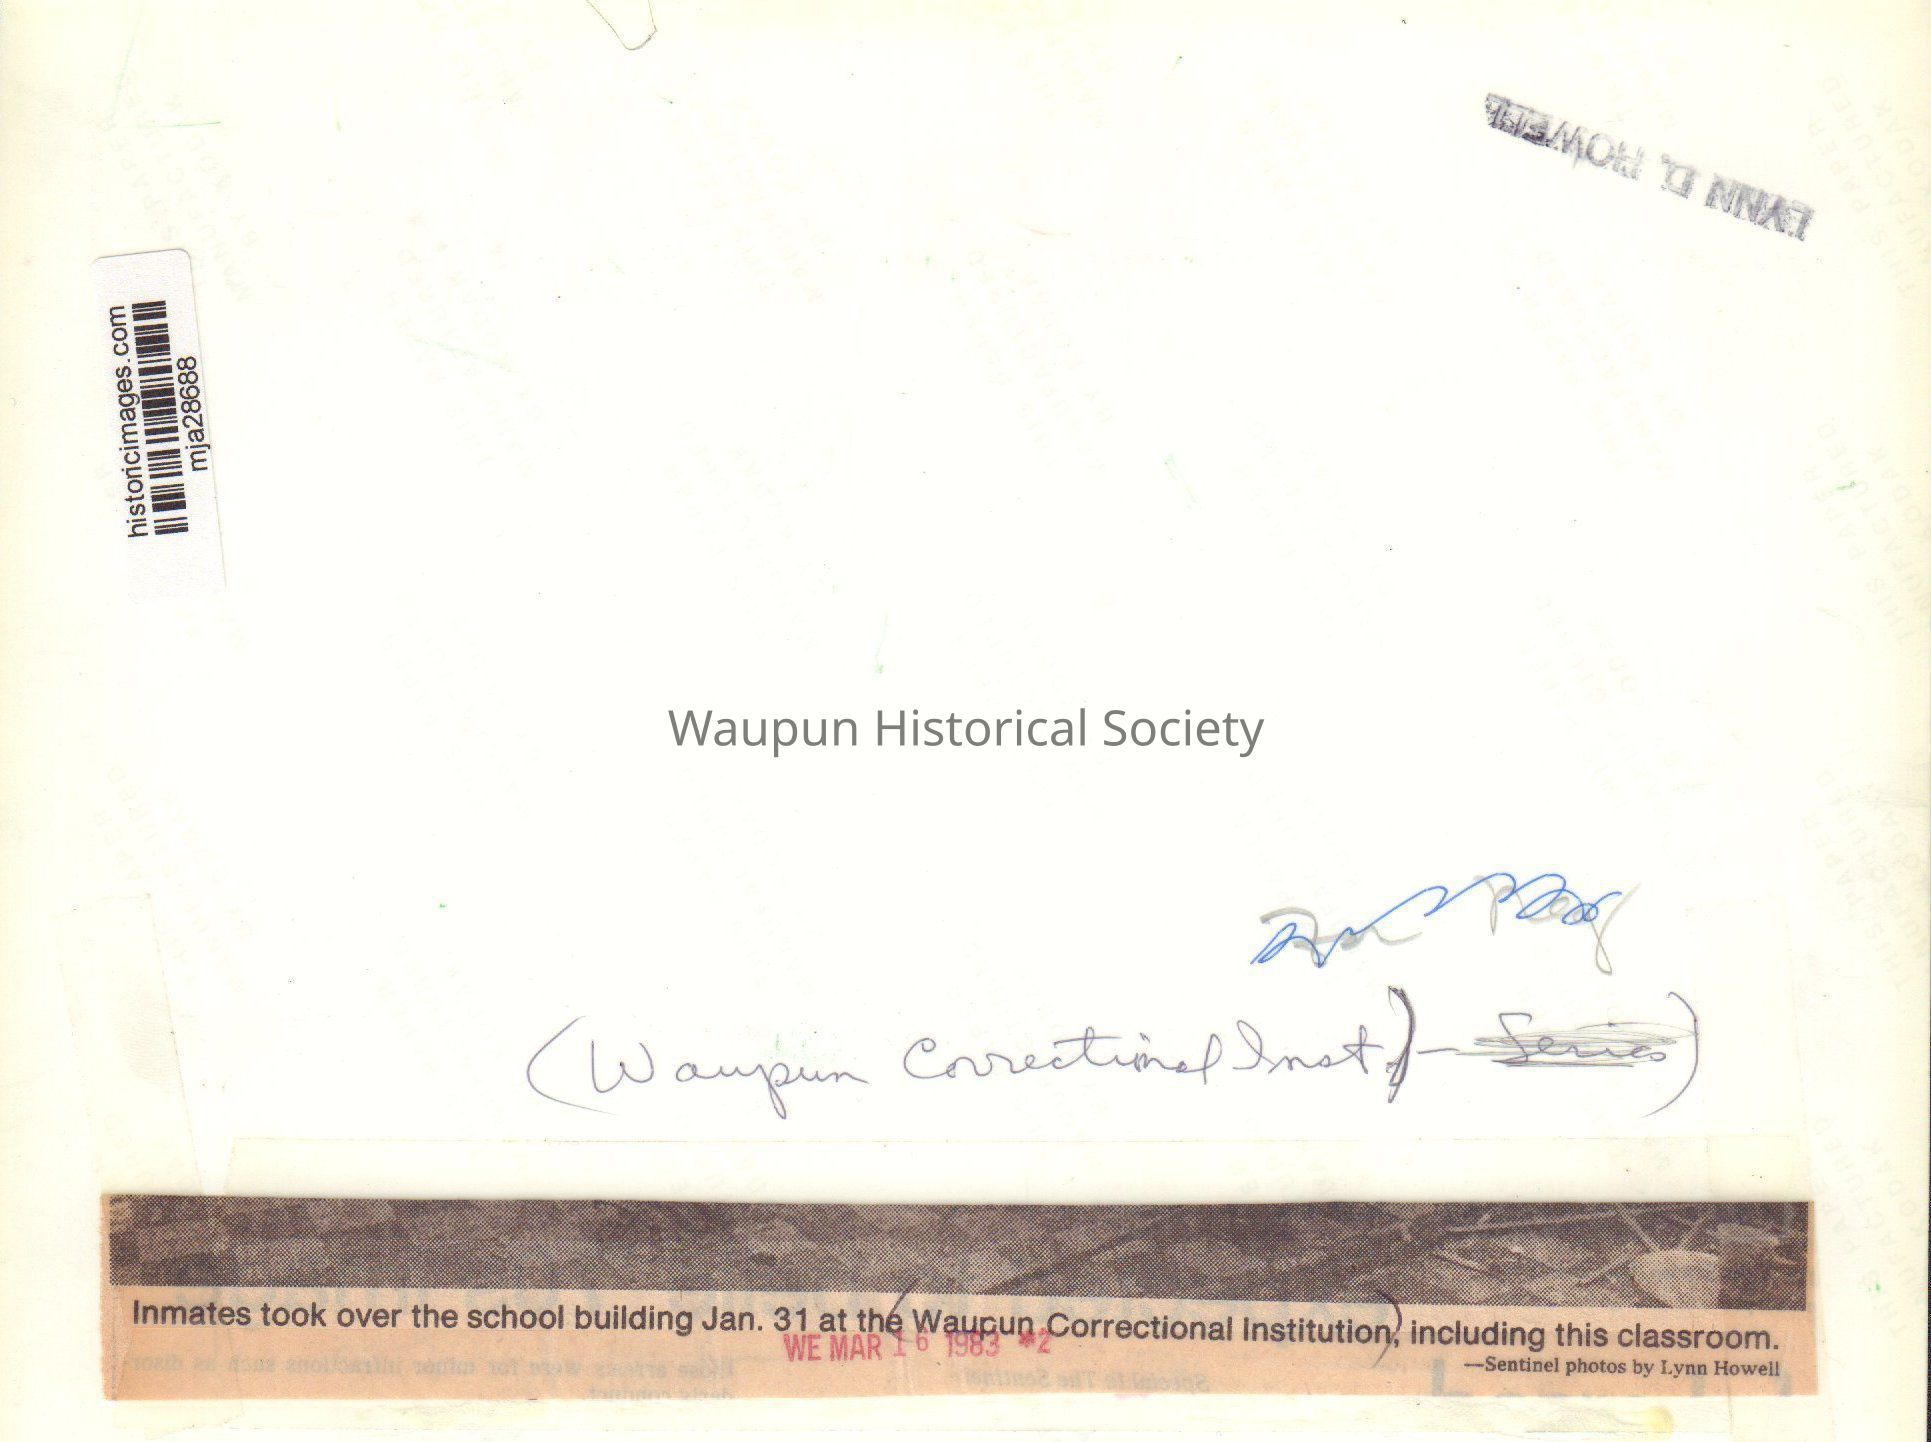 LYNN D. HOWELL
historicimages.com
mja28688
Waupun Historical Society
(Waupun Correctional Inst.) - Series)
Inmates took over the school building Jan. 31 at the (Waupun Correctional Institution), including this classroom.
WE MAR 16 1983 #2
—Sentinel photos by Lynn Howell